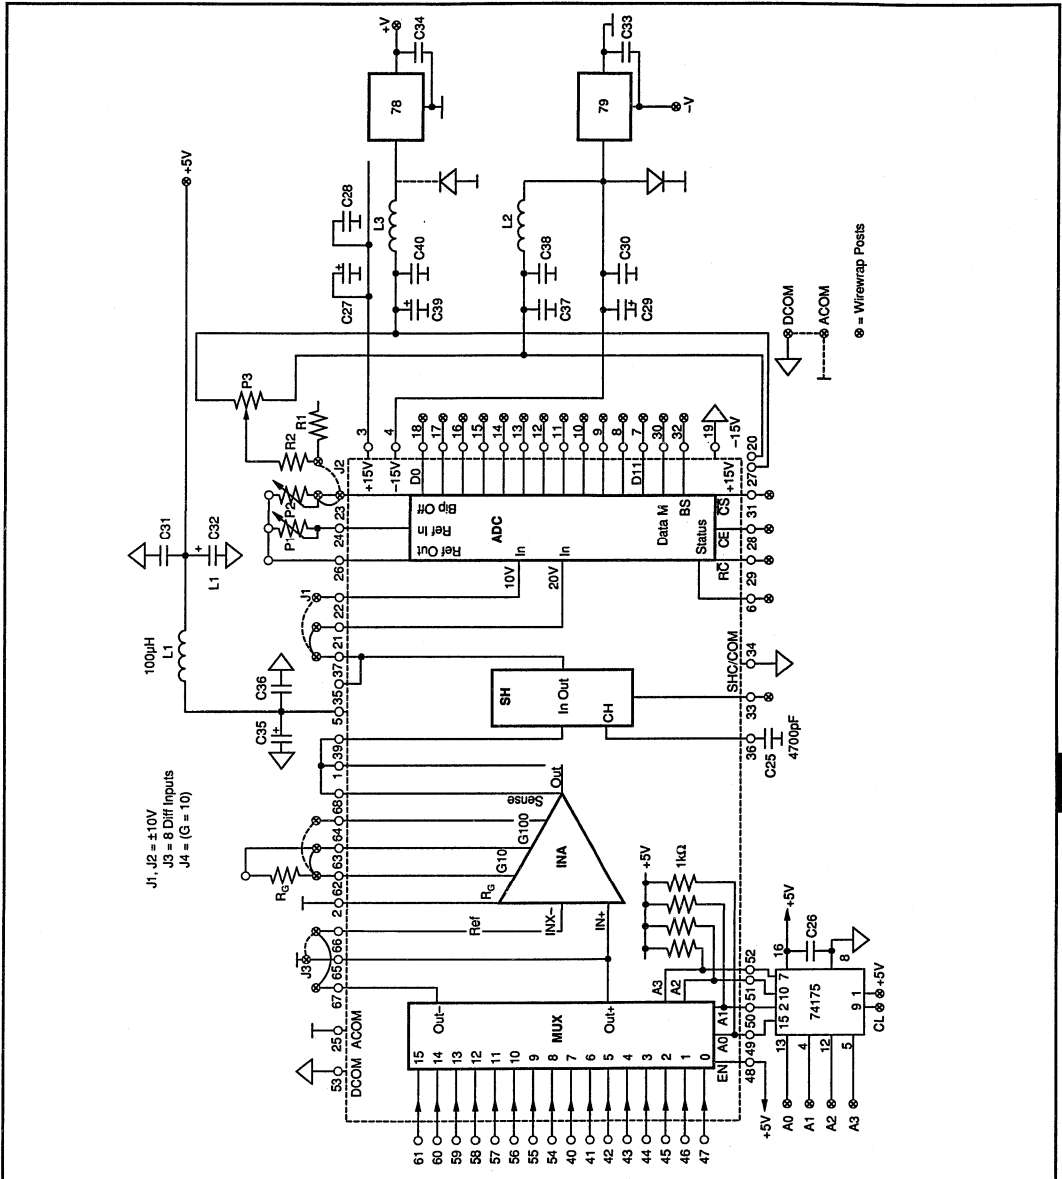 +V
C34
78
C33
79
-V
+5V
C28
C27
L3
C40
C39
L2
C38
C37
C30
C29
DCOM
ACOM
⊗ = Wirewrap Posts
P3
R1
R2
J2
P2
P1
C31
C32
L1
100µH
L1
C36
C35
J1, J2 = ±10V
J3 = 8 Diff Inputs
J4 = (G = 10)
RG
J3
J1
3
4
18
17
16
15
14
13
12
11
10
9
8
7
30
32
19
-15V
20
27
+15V
-15V
D0
D11
+15V
23
24
26
22
21
37
35
5
39
1
68
64
63
62
2
66
65
67
25
ACOM
53
DCOM
Bip Off
Ref In
Ref Out
ADC
In
In
10V
20V
Data M
BS
Status
CS
31
CE
28
RC
29
6
SHC/COM
34
33
36
C25
4700pF
SH
In Out
CH
Out
Sense
G100
G10
RG
INA
Ref
INX–
IN+
+5V
1kΩ
MUX
Out–
Out+
15
14
13
12
11
10
9
8
7
6
5
4
3
2
1
0
A3
A2
A1
A0
EN
52
51
50
49
48
+5V
61
60
59
58
57
56
55
54
40
41
42
43
44
45
46
47
+5V
16
C26
8
7
10
2
15
74175
1
9
+5V
CL
13
4
12
5
A0
A1
A2
A3